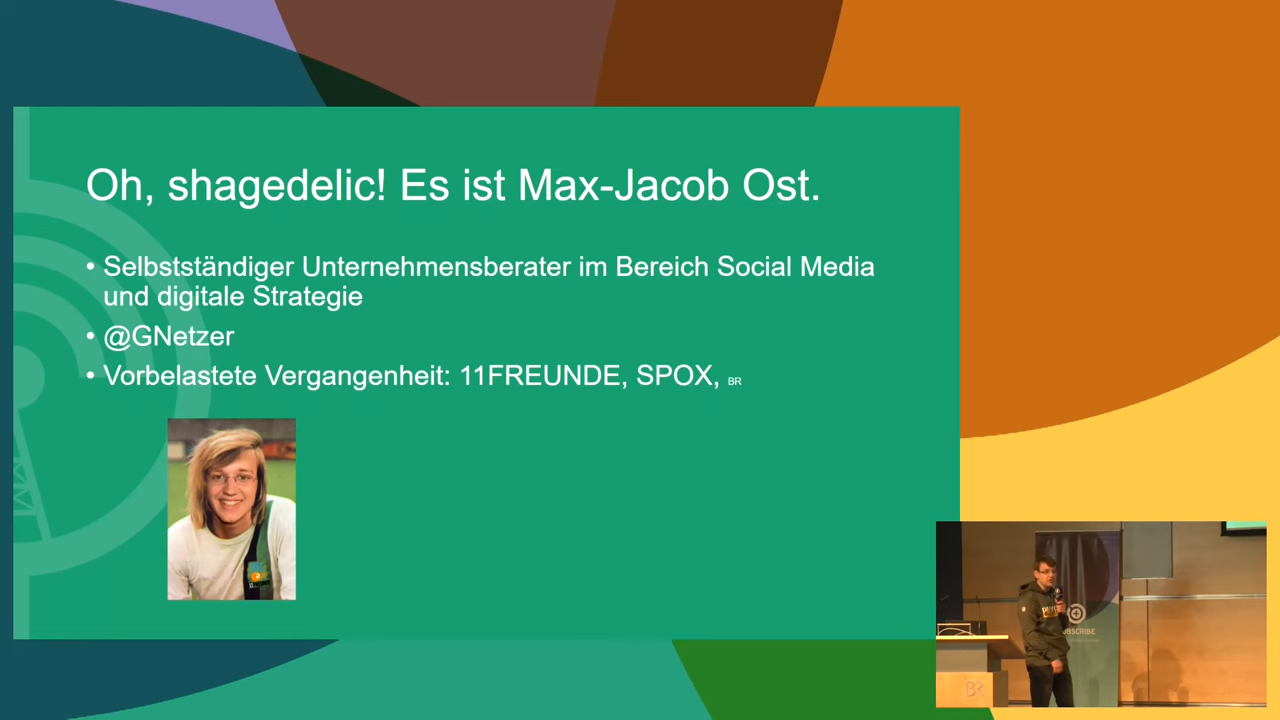 Oh, shagedelic! Es ist Max-Jacob Ost.
• Selbstständiger Unternehmensberater im Bereich Social Media
und digitale Strategie
• @GNetzer
• Vorbelastete Vergangenheit: 11FREUNDE, SPOX, BR
BR